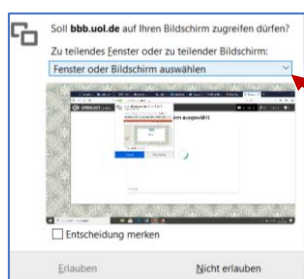 Soll bbb.uol.de auf Ihren Bildschirm zugreifen dürfen?
Zu teilendes Fenster oder zu teilender Bildschirm:
Fenster oder Bildschirm auswählen
Entscheidung merken
Erlauben Nicht erlauben